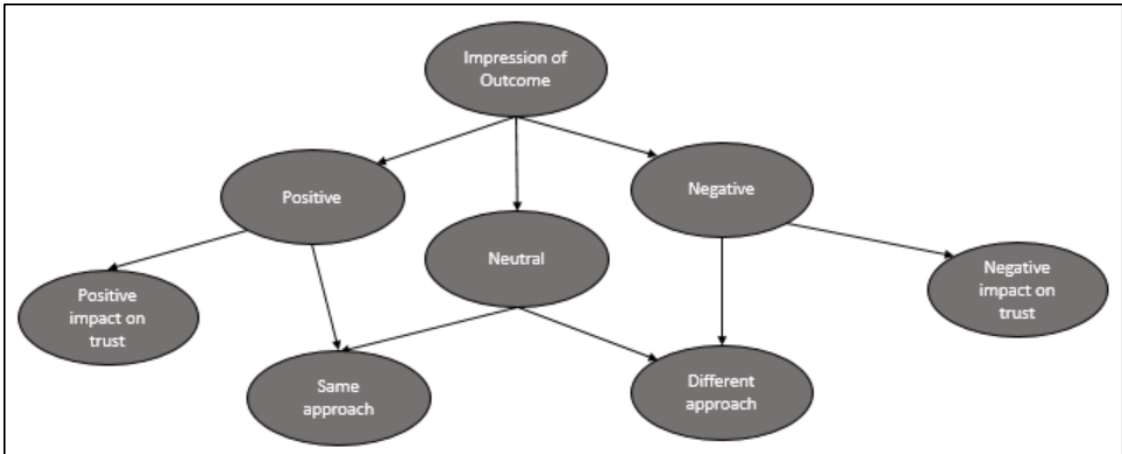 Impression of
Outcome
Positive
Negative
Neutral
Positive
impact on
trust
Negative
impact on
trust
Same
approach
Different
approach